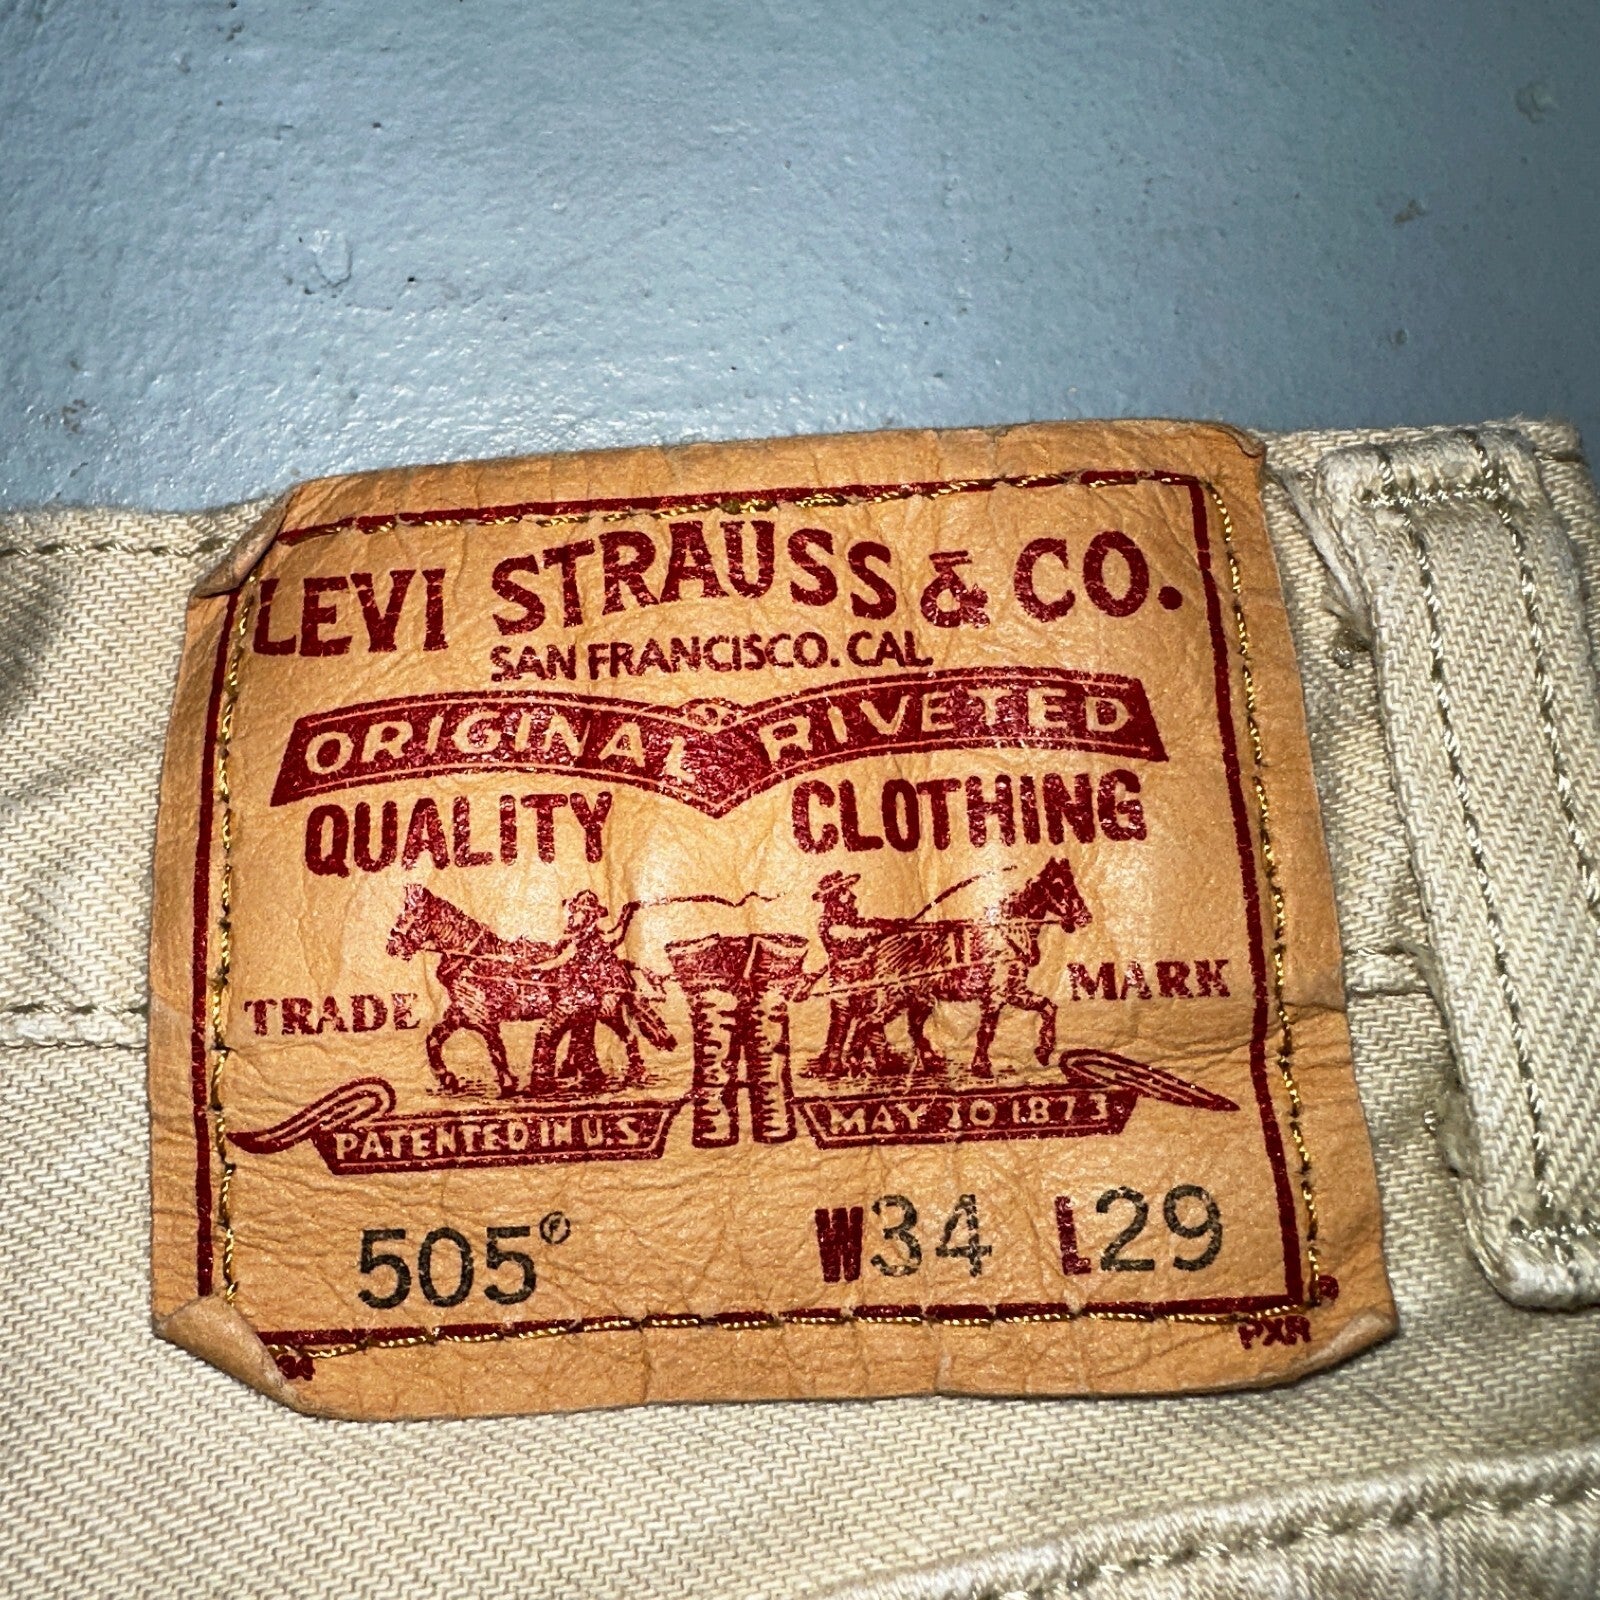 LEVI STRAUSS & CO.
SAN FRANCISCO. CAL.
ORIGINAL RIVETED
QUALITY CLOTHING
TRADE MARK
PATENTED IN U.S. MAY 20 1873
505® W34 L29
PXR